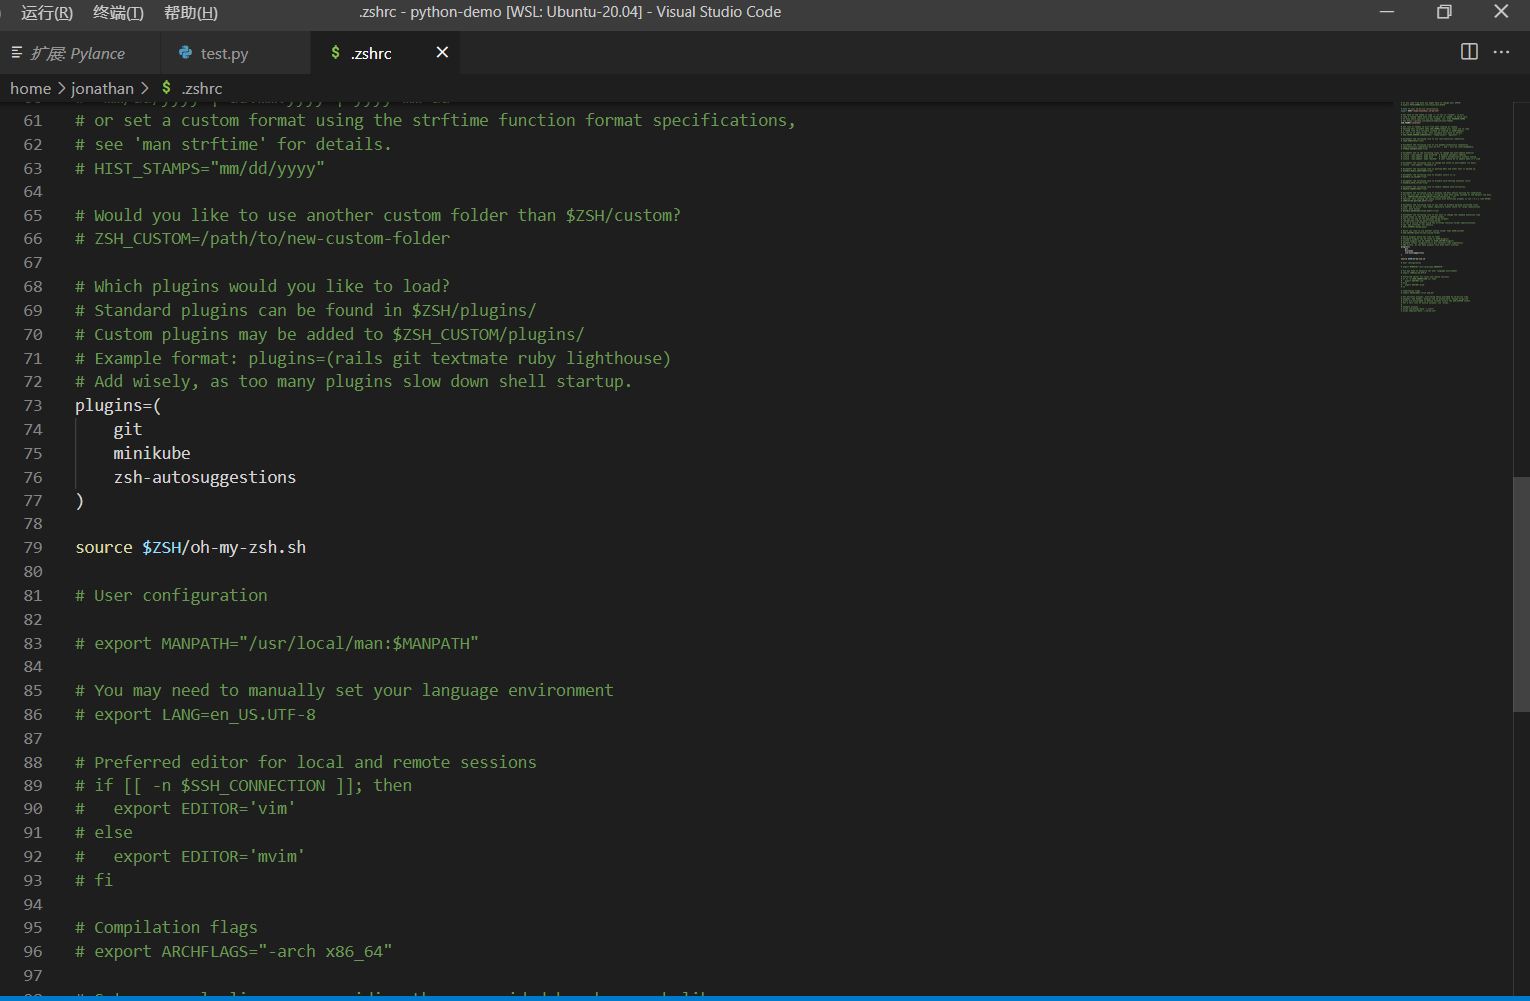 运行(R) 终端(T) 帮助(H) .zshrc - python-demo [WSL: Ubuntu-20.04] - Visual Studio Code
扩展: Pylance test.py $ .zshrc
home > jonathan > $ .zshrc
61 # or set a custom format using the strftime function format specifications,
62 # see 'man strftime' for details.
63 # HIST_STAMPS="mm/dd/yyyy"
64
65 # Would you like to use another custom folder than $ZSH/custom?
66 # ZSH_CUSTOM=/path/to/new-custom-folder
67
68 # Which plugins would you like to load?
69 # Standard plugins can be found in $ZSH/plugins/
70 # Custom plugins may be added to $ZSH_CUSTOM/plugins/
71 # Example format: plugins=(rails git textmate ruby lighthouse)
72 # Add wisely, as too many plugins slow down shell startup.
73 plugins=(
74 git
75 minikube
76 zsh-autosuggestions
77 )
78
79 source $ZSH/oh-my-zsh.sh
80
81 # User configuration
82
83 # export MANPATH="/usr/local/man:$MANPATH"
84
85 # You may need to manually set your language environment
86 # export LANG=en_US.UTF-8
87
88 # Preferred editor for local and remote sessions
89 # if [[ -n $SSH_CONNECTION ]]; then
90 #   export EDITOR='vim'
91 # else
92 #   export EDITOR='mvim'
93 # fi
94
95 # Compilation flags
96 # export ARCHFLAGS="-arch x86_64"
97